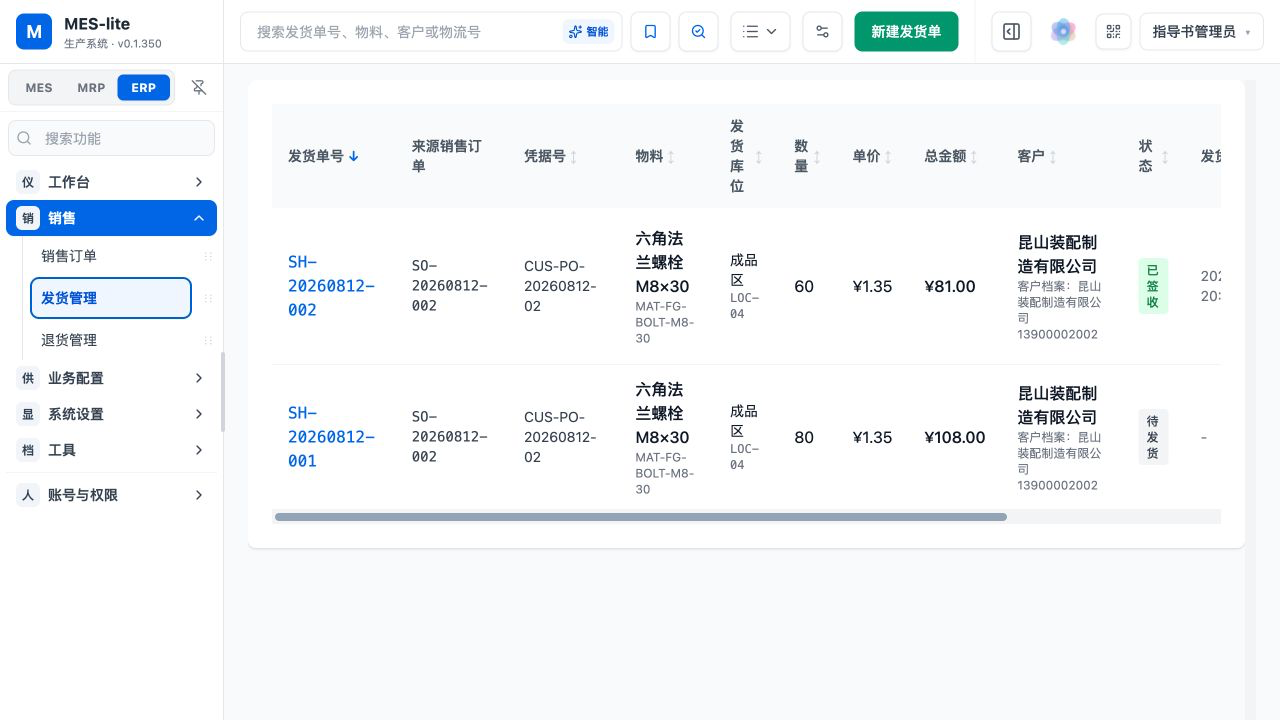 M
MES-lite
生产系统 · v0.1.350
搜索发货单号、物料、客户或物流号
智能
新建发货单
指导书管理员
MES
MRP
ERP
搜索功能
仪 工作台
销 销售
销售订单
发货管理
退货管理
供 业务配置
显 系统设置
档 工具
人 账号与权限
发货单号
来源销售订
单
凭据号
物料
发
货
库
位
数
量
单价
总金额
客户
状
态
发货
SH-
20260812-
002
SO-
20260812-
002
CUS-PO-
20260812-
02
六角法
兰螺栓
M8×30
MAT-FG-
BOLT-M8-
30
成品
区
LOC-
04
60
¥1.35
¥81.00
昆山装配制
造有限公司
客户档案：昆山
装配制造有限公
司
13900002002
已
签
收
202
20:
SH-
20260812-
001
SO-
20260812-
002
CUS-PO-
20260812-
02
六角法
兰螺栓
M8×30
MAT-FG-
BOLT-M8-
30
成品
区
LOC-
04
80
¥1.35
¥108.00
昆山装配制
造有限公司
客户档案：昆山
装配制造有限公
司
13900002002
待
发
货
-